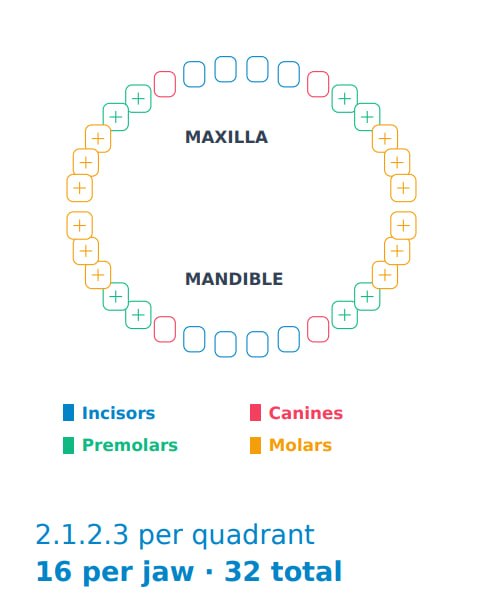 MAXILLA
MANDIBLE
Incisors
Canines
Premolars
Molars
2.1.2.3 per quadrant
16 per jaw · 32 total